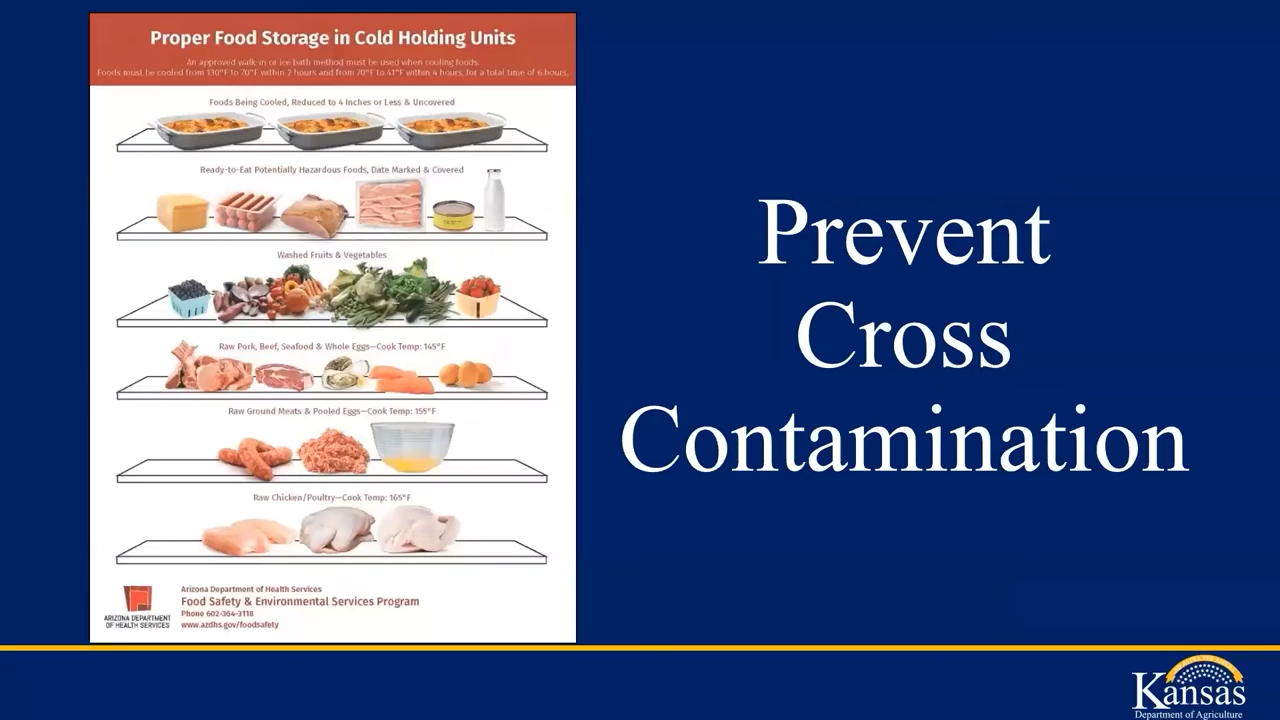 Proper Food Storage in Cold Holding Units
An approved walk-in or ice bath method must be used when cooling foods.
Foods must be cooled from 130°F to 70°F within 2 hours and from 70°F to 41°F within 4 hours, for a total time of 6 hours.
Foods Being Cooled, Reduced to 4 Inches or Less & Uncovered
Ready-to-Eat Potentially Hazardous Foods, Date Marked & Covered
Washed Fruits & Vegetables
Raw Pork, Beef, Seafood & Whole Eggs—Cook Temp: 145°F
Raw Ground Meats & Pooled Eggs—Cook Temp: 155°F
Raw Chicken/Poultry—Cook Temp: 165°F
ARIZONA DEPARTMENT
OF HEALTH SERVICES
Arizona Department of Health Services
Food Safety & Environmental Services Program
Phone 602-364-3118
www.azdhs.gov/foodsafety
Prevent
Cross
Contamination
Kansas
Department of Agriculture